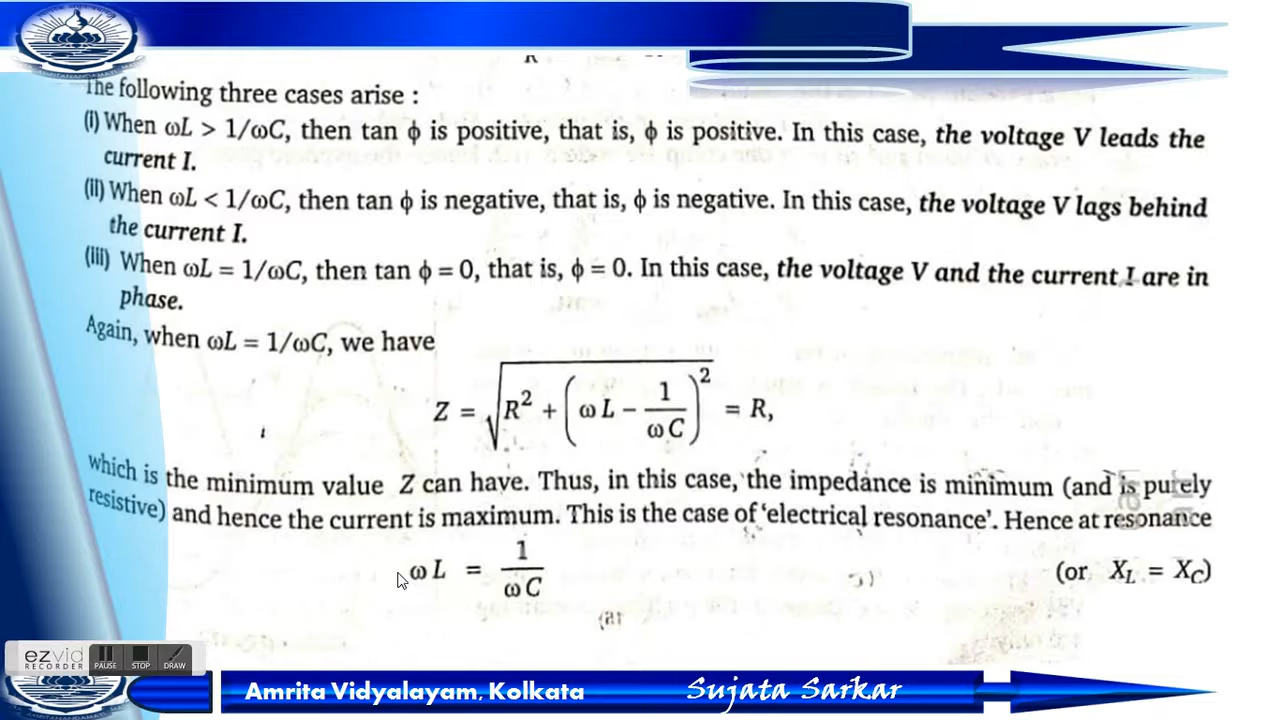 R
The following three cases arise :
(i) When ωL > 1/ωC, then tan ϕ is positive, that is, ϕ is positive. In this case, the voltage V leads the
current I.
(ii) When ωL < 1/ωC, then tan ϕ is negative, that is, ϕ is negative. In this case, the voltage V lags behind
the current I.
(iii) When ωL = 1/ωC, then tan ϕ = 0, that is, ϕ = 0. In this case, the voltage V and the current I are in
phase.
Again, when ωL = 1/ωC, we have
Z = √(R² + (ω L − 1/ω C)²) = R,
which is the minimum value Z can have. Thus, in this case, the impedance is minimum (and is purely
resistive) and hence the current is maximum. This is the case of 'electrical resonance'. Hence at resonance
ω L = 1/ω C (or X_L = X_C)
ezvid
RECORDER
PAUSE STOP DRAW
Amrita Vidyalayam, Kolkata Sujata Sarkar